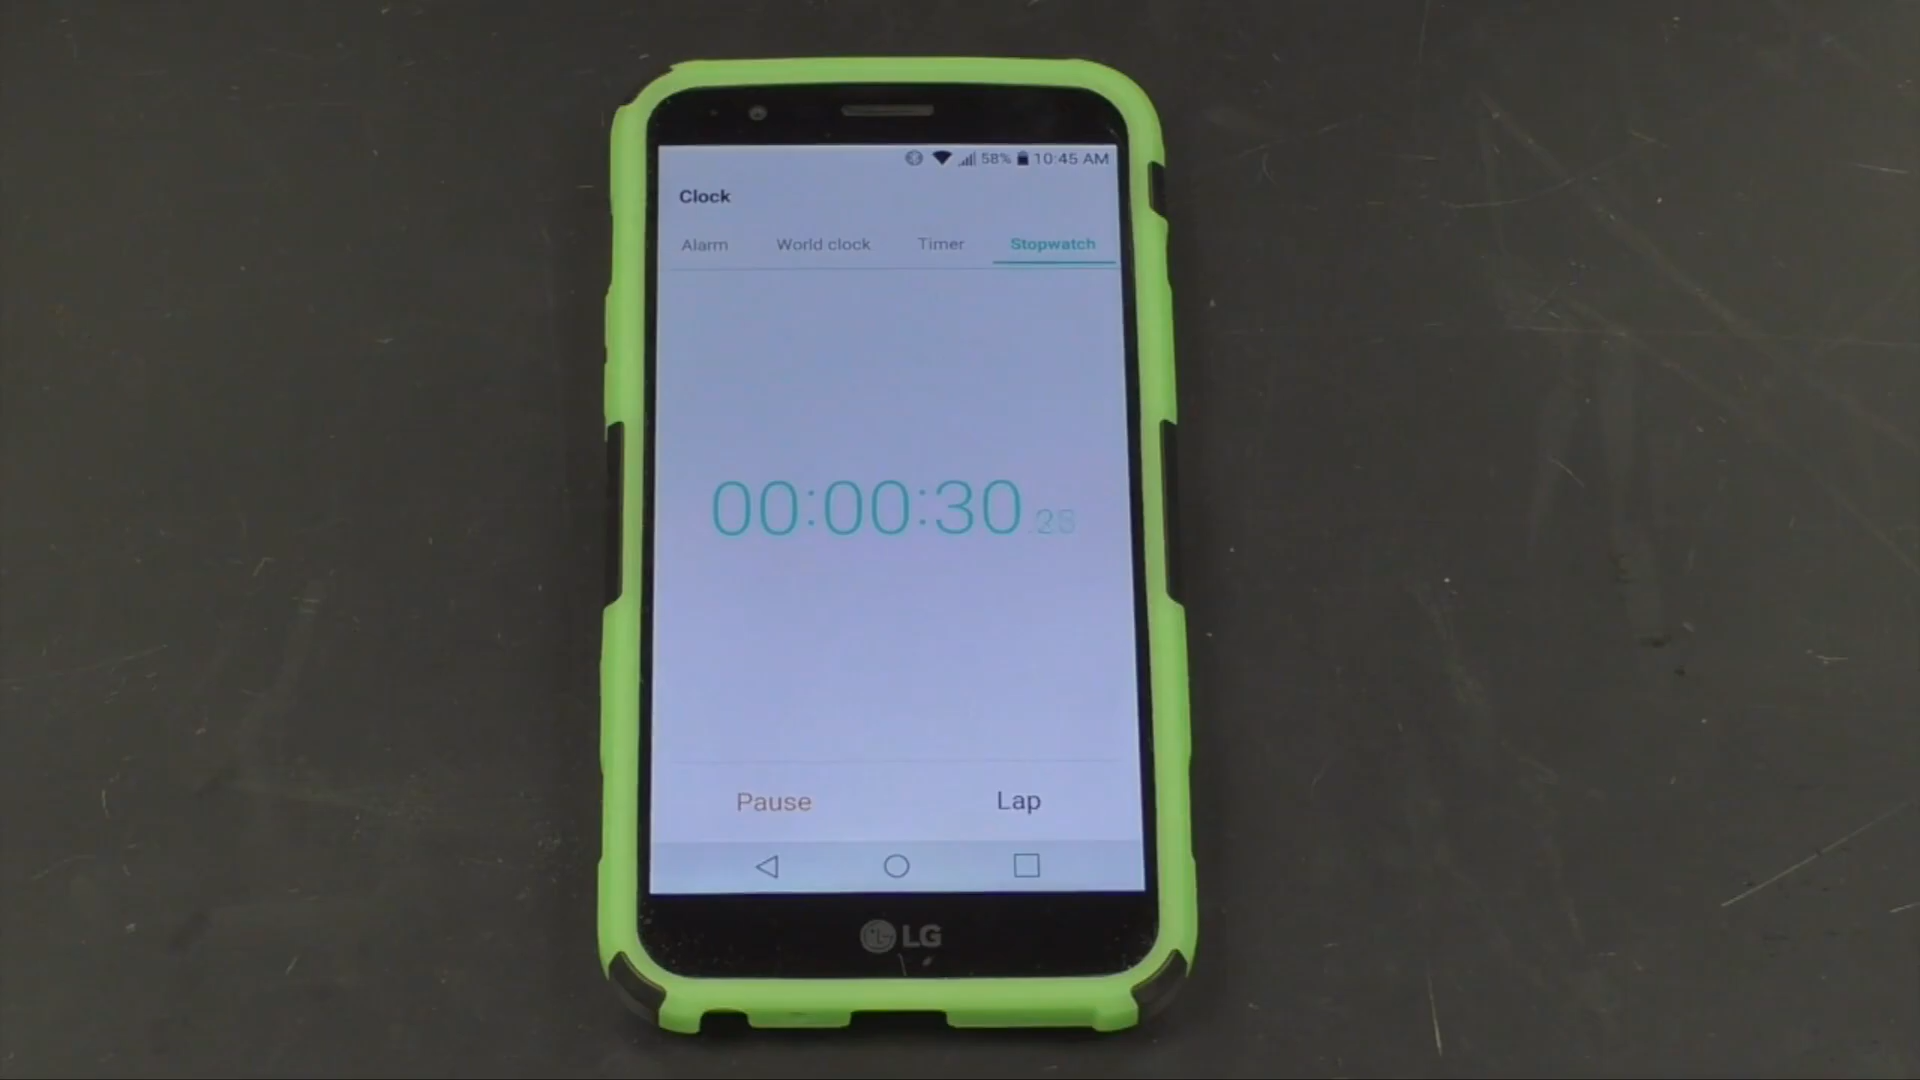 58% 10:45 AM
Clock
Alarm World clock Timer Stopwatch
00:00:30
Pause Lap
LG